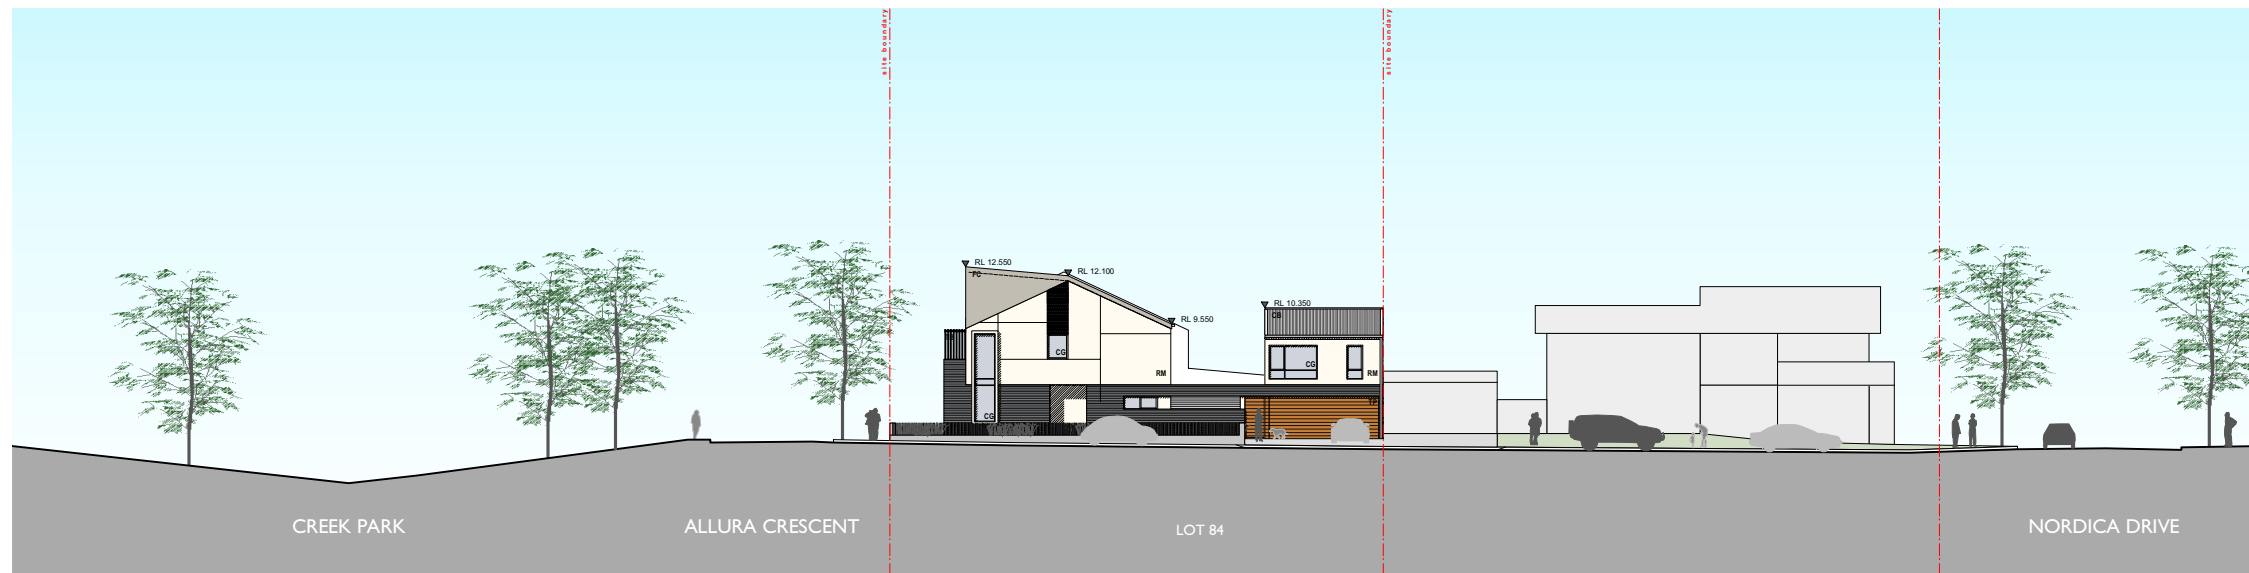 site boundary
site boundary
RL 12.550
FC
RL 12.100
RL 9.550
RL 10.350
CB
CG
CG
RM
RM
CG
TP
CREEK PARK
ALLURA CRESCENT
LOT 84
NORDICA DRIVE